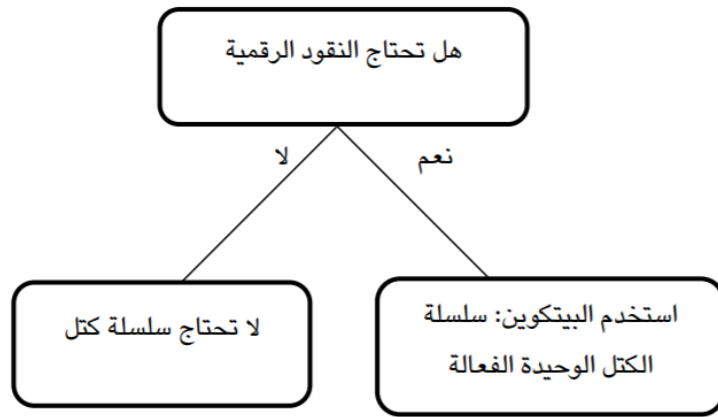 هل تحتاج النقود الرقمية
نعم
لا
استخدم البيتكوين: سلسلة
الكتل الوحيدة الفعالة
لا تحتاج سلسلة كتل